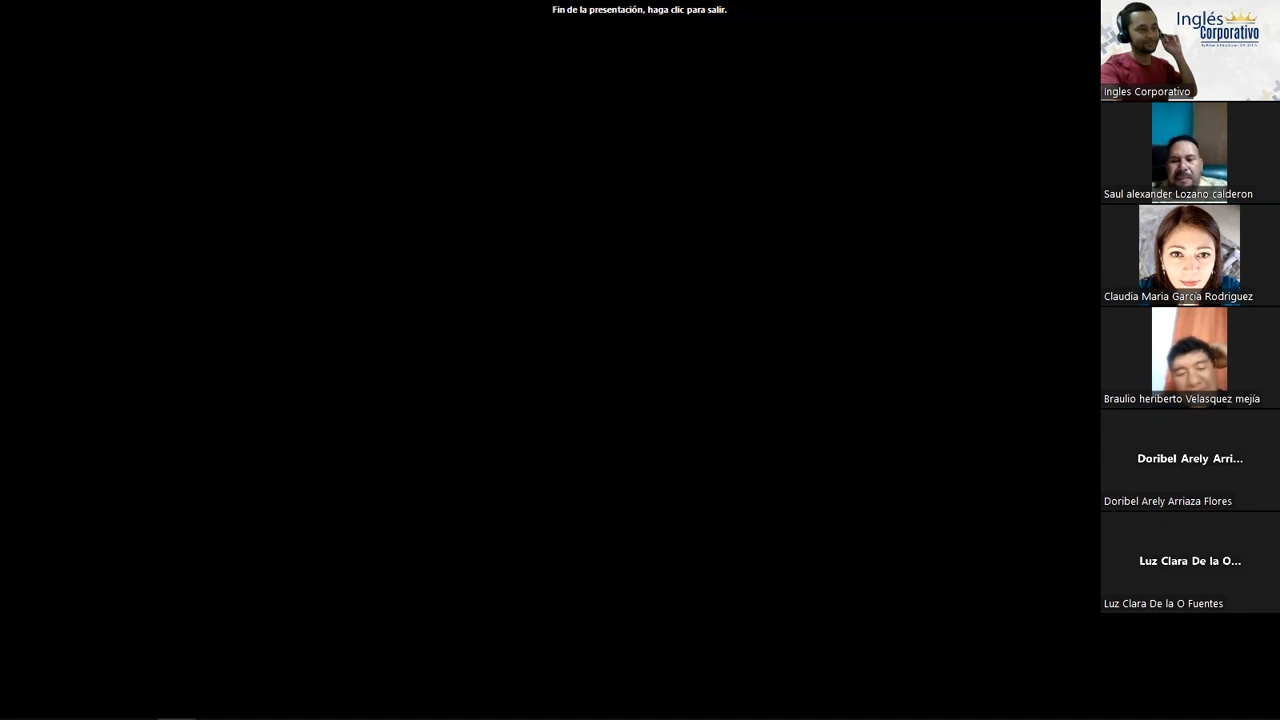 Fin de la presentación, haga clic para salir.
Inglés
Corporativo
Ingles Corporativo
Saul alexander Lozano calderon
Claudia Maria García Rodriguez
Braulio heriberto Velasquez mejía
Doribel Arely Arri...
Doribel Arely Arriaza Flores
Luz Clara De la O...
Luz Clara De la O Fuentes